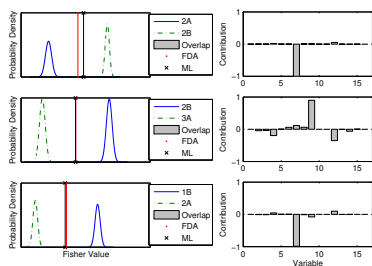 Probability Density
2A
2B
Overlap
FDA
ML
Contribution
1
0
−1
0 5 10 15
Probability Density
2B
3A
Overlap
FDA
ML
Contribution
1
0
−1
0 5 10 15
Probability Density
1B
2A
Overlap
FDA
ML
Fisher Value
Contribution
1
0
−1
0 5 10 15
Variable